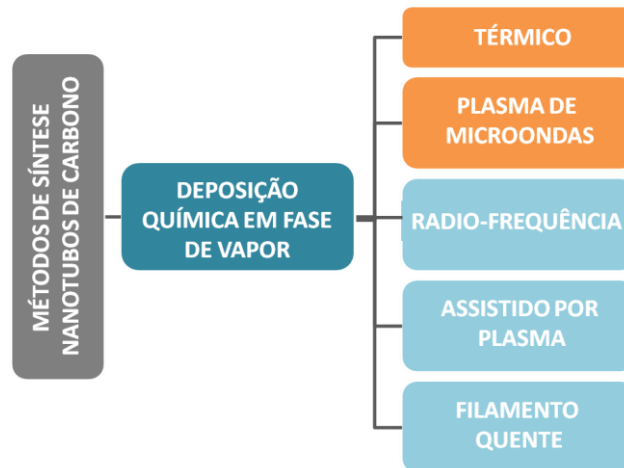 MÉTODOS DE SÍNTESE
NANOTUBOS DE CARBONO
DEPOSIÇÃO
QUÍMICA EM FASE
DE VAPOR
TÉRMICO
PLASMA DE
MICROONDAS
RADIO-FREQUÊNCIA
ASSISTIDO POR
PLASMA
FILAMENTO
QUENTE